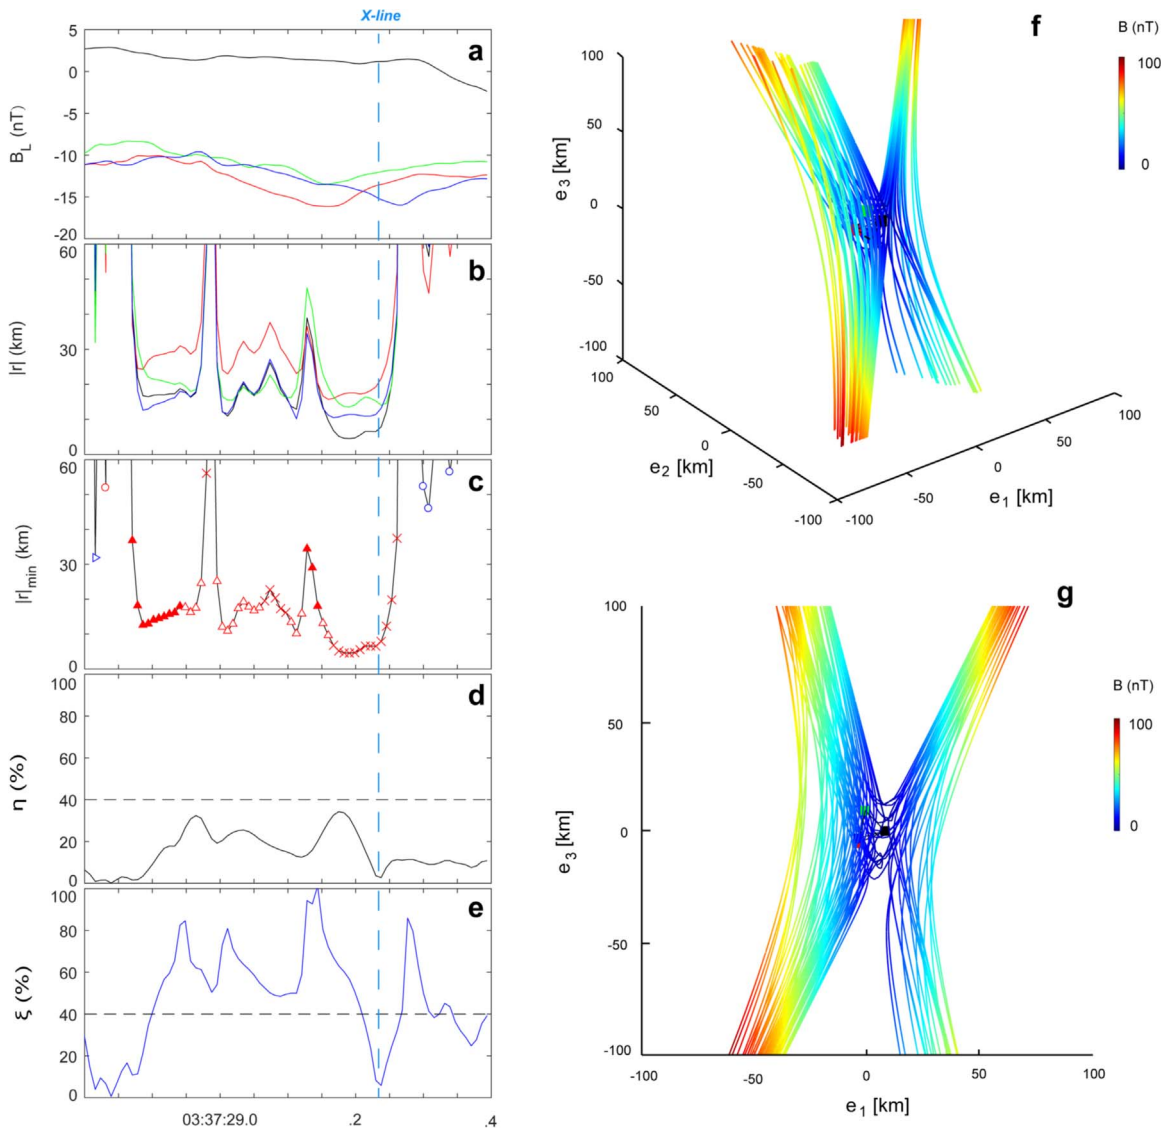 X-line
a
5
0
-5
-10
-15
-20
B_L (nT)
b
60
30
0
|r| (km)
c
60
30
0
|r|_min (km)
d
100
80
60
40
20
0
η (%)
e
100
80
60
40
20
0
ξ (%)
03:37:29.0 .2 .4
f
B (nT)
100
0
100
50
0
-50
-100
e_3 [km]
100
50
0
-50
-100
e_2 [km]
-100
-50
0
50
100
e_1 [km]
g
B (nT)
100
0
100
50
0
-50
-100
e_3 [km]
-100 -50 0 50 100
e_1 [km]